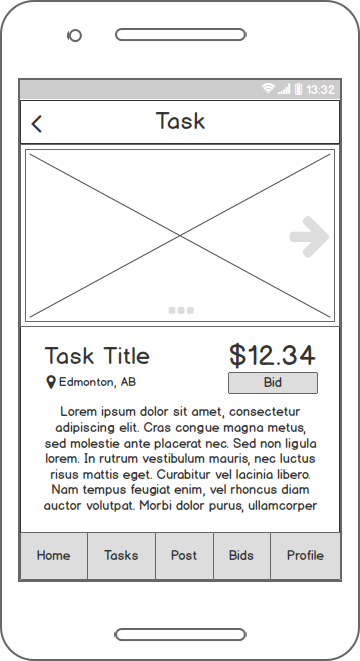 13:32
Task
Task Title
$12.34
Edmonton, AB
Bid
Lorem ipsum dolor sit amet, consectetur
adipiscing elit. Cras congue magna metus,
sed molestie ante placerat nec. Sed non ligula
lorem. In rutrum vestibulum mauris, nec luctus
risus mattis eget. Curabitur vel lacinia libero.
Nam tempus feugiat enim, vel rhoncus diam
auctor volutpat. Morbi dolor purus, ullamcorper
Home Tasks Post Bids Profile